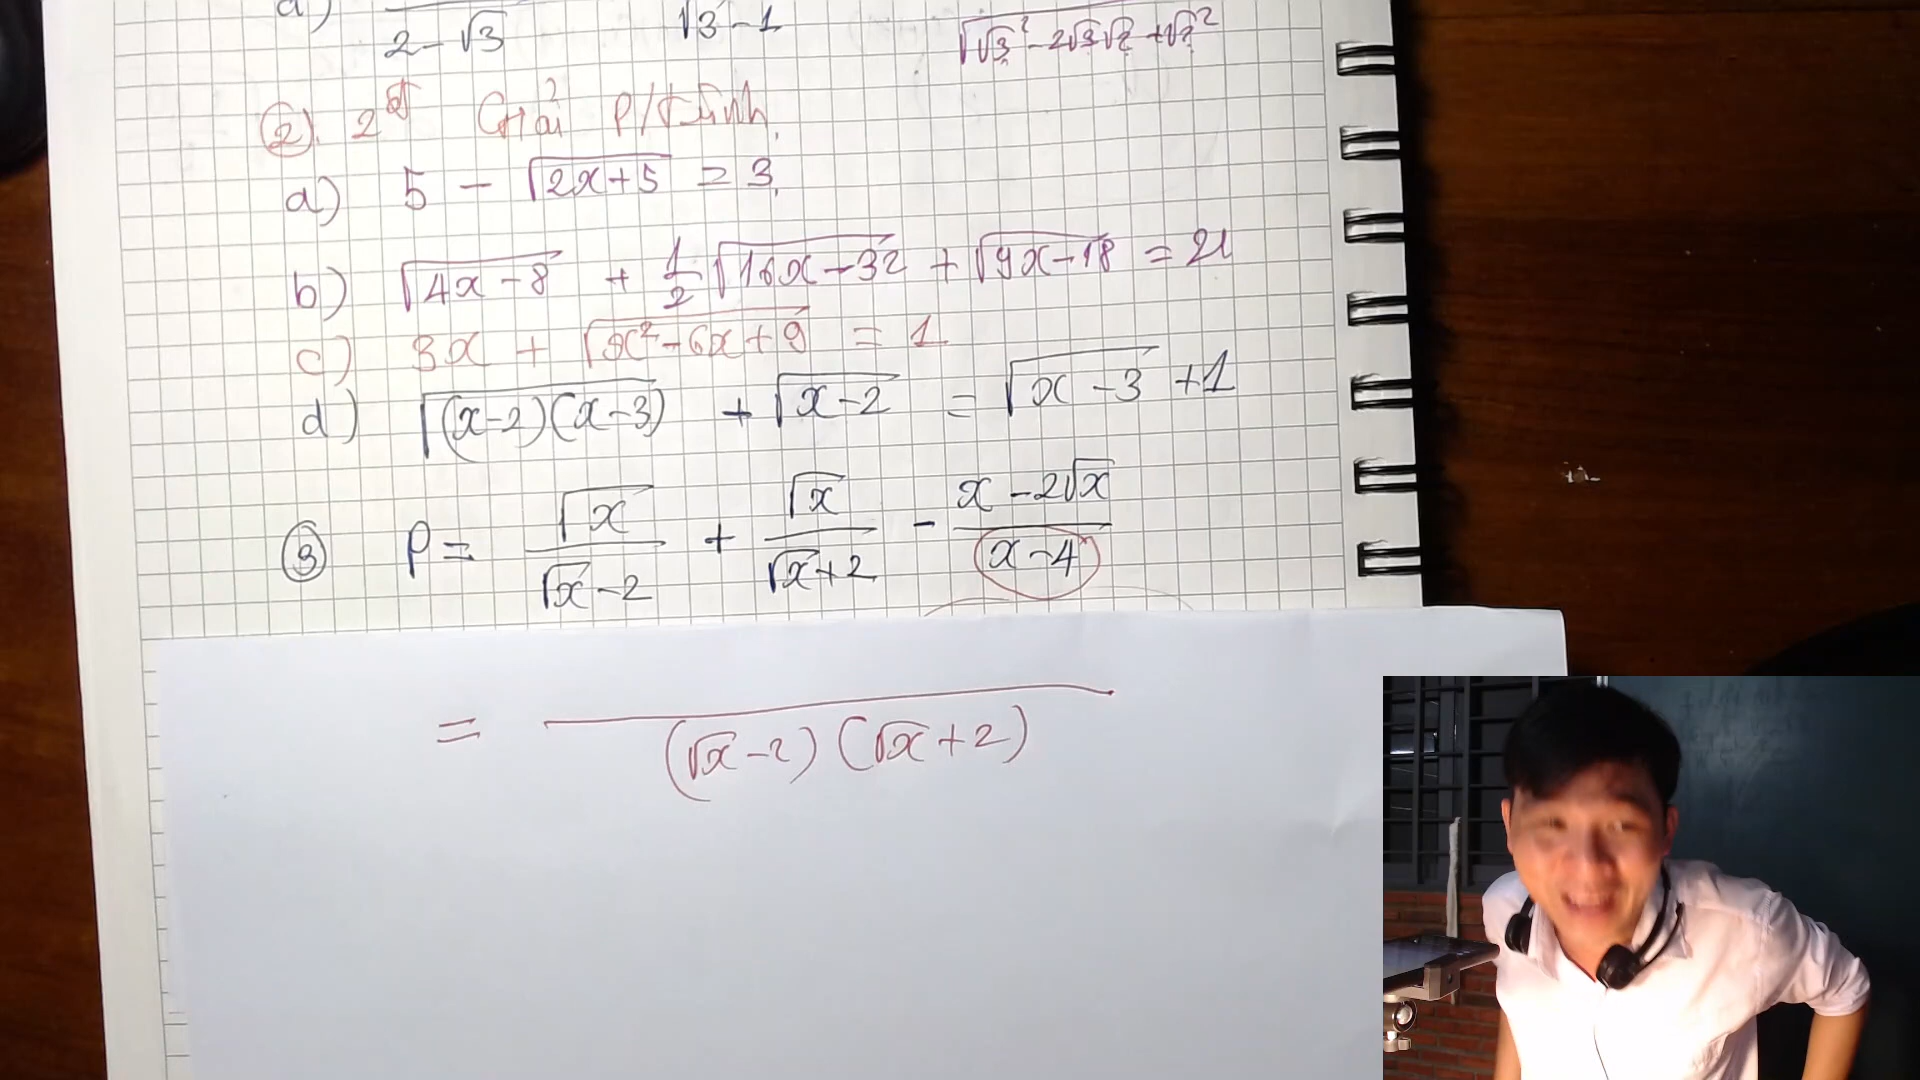 2-√3 √3-1 √(√3² - 2√3√2 + √2²)
②. 2đ Giải P/trình.
a) 5 - √(2x+5) = 3.
b) √(4x-8) + 1/2 √(16x-32) + √(9x-18) = 21
c) 3x + √(9x²-6x+9) = 1
d) √((x-2)(x-3)) + √(x-2) = √(x-3) + 1
③ P = √x/(√x-2) + √x/(√x+2) - (x-2√x)/(x-4)
= (√x-2)(√x+2)